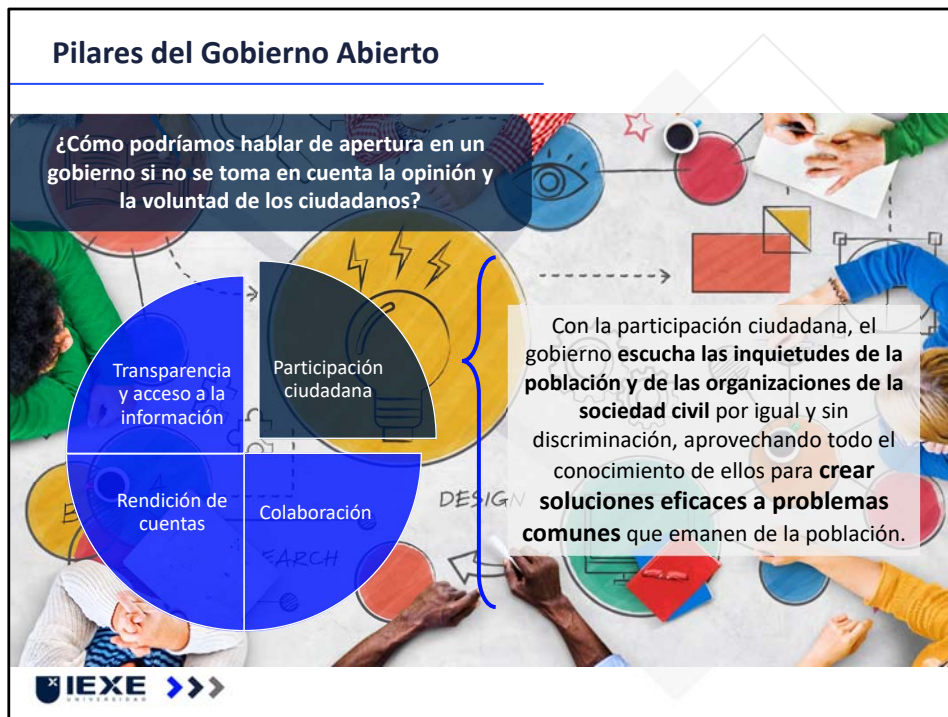 Pilares del Gobierno Abierto
¿Cómo podríamos hablar de apertura en un
gobierno si no se toma en cuenta la opinión y
la voluntad de los ciudadanos?
Transparencia
y acceso a la
información
Participación
ciudadana
Rendición de
cuentas
Colaboración
Con la participación ciudadana, el
gobierno escucha las inquietudes de la
población y de las organizaciones de la
sociedad civil por igual y sin
discriminación, aprovechando todo el
conocimiento de ellos para crear
soluciones eficaces a problemas
comunes que emanen de la población.
DESIGN
EARCH
B
A
IEXE
UNIVERSIDAD